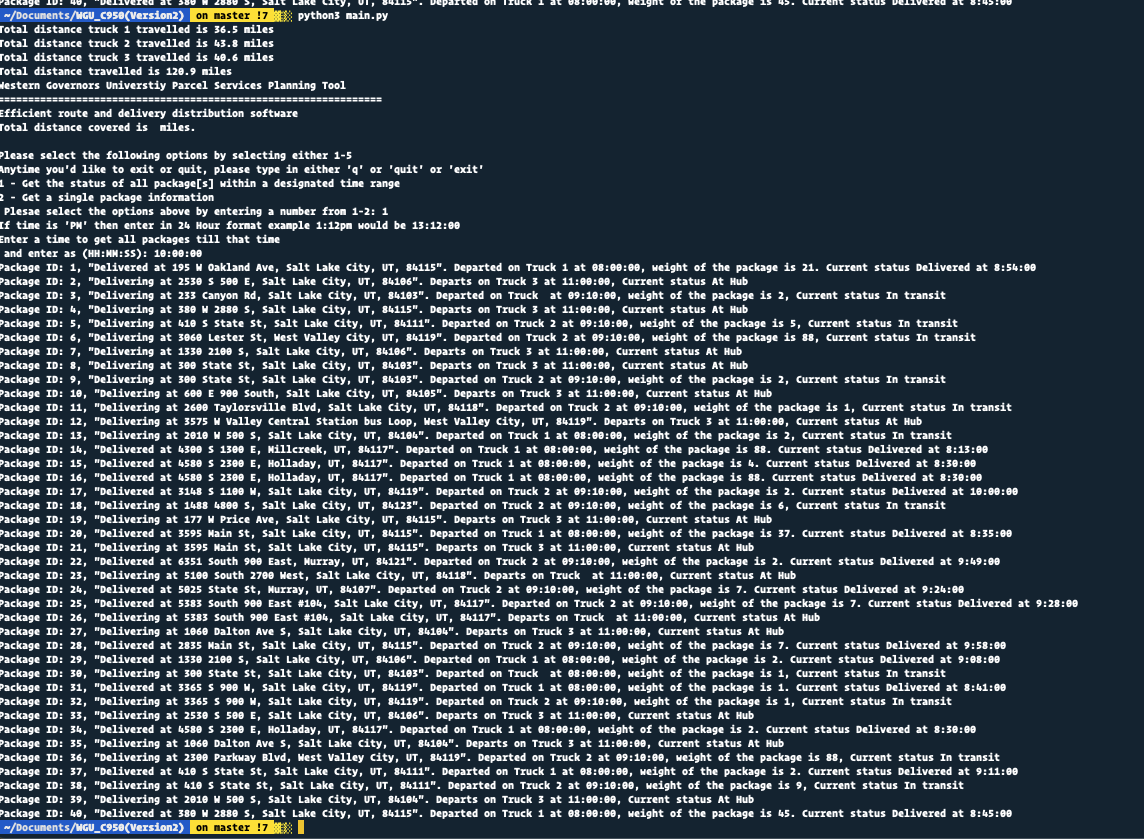 Package ID: 40, "Delivered at 380 W 2880 S, Salt Lake City, UT, 84115". Departed on Truck 1 at 08:00:00, weight of the package is 45. Current status Delivered at 8:45:00
~/Documents/WGU_C950(Version2) on master !7 python3 main.py
Total distance truck 1 travelled is 36.5 miles
Total distance truck 2 travelled is 43.8 miles
Total distance truck 3 travelled is 40.6 miles
Total distance travelled is 120.9 miles
Western Governors Universtiy Parcel Services Planning Tool
================================================================
Efficient route and delivery distribution software
Total distance covered is  miles.
Please select the following options by selecting either 1-5
Anytime you'd like to exit or quit, please type in either 'q' or 'quit' or 'exit'
1 - Get the status of all package[s] within a designated time range
2 - Get a single package information
Plesae select the options above by entering a number from 1-2: 1
If time is 'PM' then enter in 24 Hour format example 1:12pm would be 13:12:00
Enter a time to get all packages till that time
and enter as (HH:MM:SS): 10:00:00
Package ID: 1, "Delivered at 195 W Oakland Ave, Salt Lake City, UT, 84115". Departed on Truck 1 at 08:00:00, weight of the package is 21. Current status Delivered at 8:54:00
Package ID: 2, "Delivering at 2530 S 500 E, Salt Lake City, UT, 84106". Departs on Truck 3 at 11:00:00, Current status At Hub
Package ID: 3, "Delivering at 233 Canyon Rd, Salt Lake City, UT, 84103". Departed on Truck  at 09:10:00, weight of the package is 2, Current status In transit
Package ID: 4, "Delivering at 380 W 2880 S, Salt Lake City, UT, 84115". Departs on Truck 3 at 11:00:00, Current status At Hub
Package ID: 5, "Delivering at 410 S State St, Salt Lake City, UT, 84111". Departed on Truck 2 at 09:10:00, weight of the package is 5, Current status In transit
Package ID: 6, "Delivering at 3060 Lester St, West Valley City, UT, 84119". Departed on Truck 2 at 09:10:00, weight of the package is 88, Current status In transit
Package ID: 7, "Delivering at 1330 2100 S, Salt Lake City, UT, 84106". Departs on Truck 3 at 11:00:00, Current status At Hub
Package ID: 8, "Delivering at 300 State St, Salt Lake City, UT, 84103". Departs on Truck 3 at 11:00:00, Current status At Hub
Package ID: 9, "Delivering at 300 State St, Salt Lake City, UT, 84103". Departed on Truck 2 at 09:10:00, weight of the package is 2, Current status In transit
Package ID: 10, "Delivering at 600 E 900 South, Salt Lake City, UT, 84105". Departs on Truck 3 at 11:00:00, Current status At Hub
Package ID: 11, "Delivering at 2600 Taylorsville Blvd, Salt Lake City, UT, 84118". Departed on Truck 2 at 09:10:00, weight of the package is 1, Current status In transit
Package ID: 12, "Delivering at 3575 W Valley Central Station bus Loop, West Valley City, UT, 84119". Departs on Truck 3 at 11:00:00, Current status At Hub
Package ID: 13, "Delivering at 2010 W 500 S, Salt Lake City, UT, 84104". Departed on Truck 1 at 08:00:00, weight of the package is 2, Current status In transit
Package ID: 14, "Delivered at 4300 S 1300 E, Millcreek, UT, 84117". Departed on Truck 1 at 08:00:00, weight of the package is 88. Current status Delivered at 8:13:00
Package ID: 15, "Delivered at 4580 S 2300 E, Holladay, UT, 84117". Departed on Truck 1 at 08:00:00, weight of the package is 4. Current status Delivered at 8:30:00
Package ID: 16, "Delivered at 4580 S 2300 E, Holladay, UT, 84117". Departed on Truck 1 at 08:00:00, weight of the package is 88. Current status Delivered at 8:30:00
Package ID: 17, "Delivered at 3148 S 1100 W, Salt Lake City, UT, 84119". Departed on Truck 2 at 09:10:00, weight of the package is 2. Current status Delivered at 10:00:00
Package ID: 18, "Delivering at 1488 4800 S, Salt Lake City, UT, 84123". Departed on Truck 2 at 09:10:00, weight of the package is 6, Current status In transit
Package ID: 19, "Delivering at 177 W Price Ave, Salt Lake City, UT, 84115". Departs on Truck 3 at 11:00:00, Current status At Hub
Package ID: 20, "Delivered at 3595 Main St, Salt Lake City, UT, 84115". Departed on Truck 1 at 08:00:00, weight of the package is 37. Current status Delivered at 8:35:00
Package ID: 21, "Delivering at 3595 Main St, Salt Lake City, UT, 84115". Departs on Truck 3 at 11:00:00, Current status At Hub
Package ID: 22, "Delivered at 6351 South 900 East, Murray, UT, 84121". Departed on Truck 2 at 09:10:00, weight of the package is 2. Current status Delivered at 9:49:00
Package ID: 23, "Delivering at 5100 South 2700 West, Salt Lake City, UT, 84118". Departs on Truck  at 11:00:00, Current status At Hub
Package ID: 24, "Delivered at 5025 State St, Murray, UT, 84107". Departed on Truck 2 at 09:10:00, weight of the package is 7. Current status Delivered at 9:24:00
Package ID: 25, "Delivered at 5383 South 900 East #104, Salt Lake City, UT, 84117". Departed on Truck 2 at 09:10:00, weight of the package is 7. Current status Delivered at 9:28:00
Package ID: 26, "Delivering at 5383 South 900 East #104, Salt Lake City, UT, 84117". Departs on Truck  at 11:00:00, Current status At Hub
Package ID: 27, "Delivering at 1060 Dalton Ave S, Salt Lake City, UT, 84104". Departs on Truck 3 at 11:00:00, Current status At Hub
Package ID: 28, "Delivered at 2835 Main St, Salt Lake City, UT, 84115". Departed on Truck 2 at 09:10:00, weight of the package is 7. Current status Delivered at 9:58:00
Package ID: 29, "Delivered at 1330 2100 S, Salt Lake City, UT, 84106". Departed on Truck 1 at 08:00:00, weight of the package is 2. Current status Delivered at 9:08:00
Package ID: 30, "Delivering at 300 State St, Salt Lake City, UT, 84103". Departed on Truck  at 08:00:00, weight of the package is 1, Current status In transit
Package ID: 31, "Delivered at 3365 S 900 W, Salt Lake City, UT, 84119". Departed on Truck 1 at 08:00:00, weight of the package is 1. Current status Delivered at 8:41:00
Package ID: 32, "Delivering at 3365 S 900 W, Salt Lake City, UT, 84119". Departed on Truck 2 at 09:10:00, weight of the package is 1, Current status In transit
Package ID: 33, "Delivering at 2530 S 500 E, Salt Lake City, UT, 84106". Departs on Truck 3 at 11:00:00, Current status At Hub
Package ID: 34, "Delivered at 4580 S 2300 E, Holladay, UT, 84117". Departed on Truck 1 at 08:00:00, weight of the package is 2. Current status Delivered at 8:30:00
Package ID: 35, "Delivering at 1060 Dalton Ave S, Salt Lake City, UT, 84104". Departs on Truck 3 at 11:00:00, Current status At Hub
Package ID: 36, "Delivering at 2300 Parkway Blvd, West Valley City, UT, 84119". Departed on Truck 2 at 09:10:00, weight of the package is 88, Current status In transit
Package ID: 37, "Delivered at 410 S State St, Salt Lake City, UT, 84111". Departed on Truck 1 at 08:00:00, weight of the package is 2. Current status Delivered at 9:11:00
Package ID: 38, "Delivering at 410 S State St, Salt Lake City, UT, 84111". Departed on Truck 2 at 09:10:00, weight of the package is 9, Current status In transit
Package ID: 39, "Delivering at 2010 W 500 S, Salt Lake City, UT, 84104". Departs on Truck 3 at 11:00:00, Current status At Hub
Package ID: 40, "Delivered at 380 W 2880 S, Salt Lake City, UT, 84115". Departed on Truck 1 at 08:00:00, weight of the package is 45. Current status Delivered at 8:45:00
~/Documents/WGU_C950(Version2) on master !7